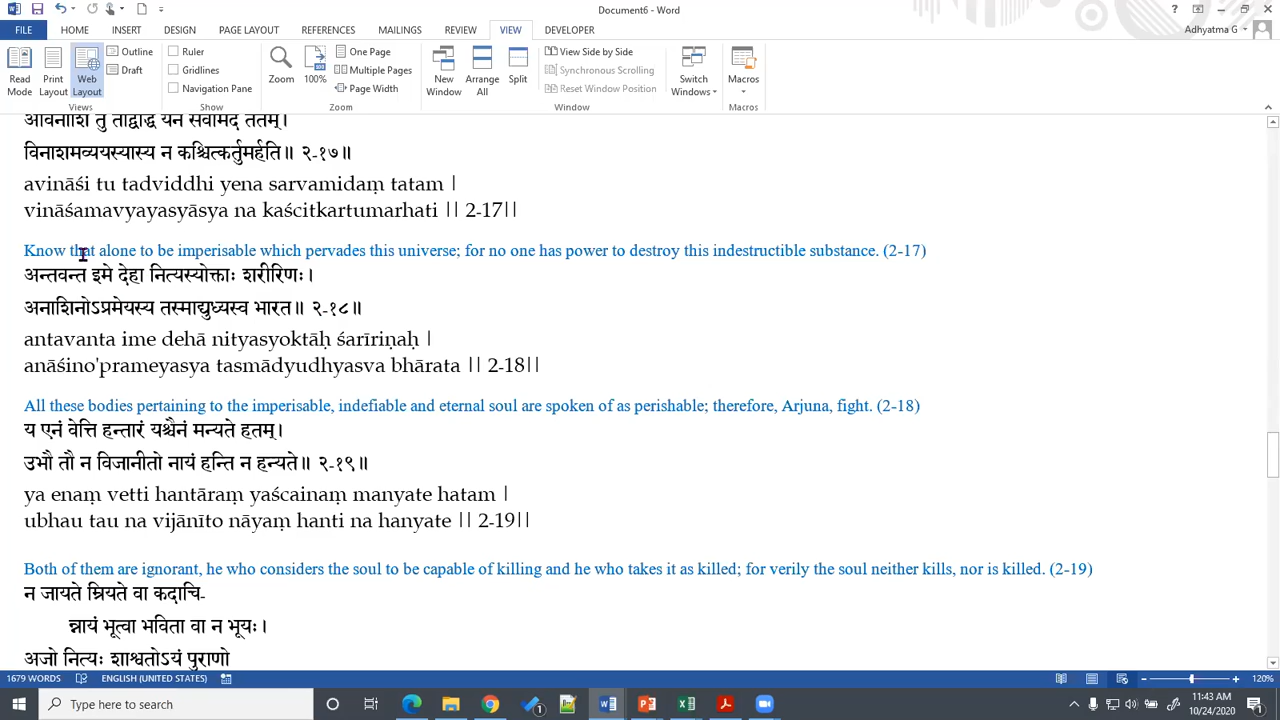 Document6 - Word
FILE HOME INSERT DESIGN PAGE LAYOUT REFERENCES MAILINGS REVIEW VIEW DEVELOPER Adhyatma G
Read Mode Print Layout Web Layout Outline Draft
Ruler Gridlines Navigation Pane
Zoom 100% One Page Multiple Pages Page Width
New Window Arrange All Split View Side by Side Synchronous Scrolling Reset Window Position Switch Windows Macros
Views Show Zoom Window Macros
अविनाशि तु तद्विद्धि येन सर्वमिदं ततम्।
विनाशमव्ययस्यास्य न कश्चित्कर्तुमर्हति॥ २-१७॥
avināśi tu tadviddhi yena sarvamidaṃ tatam |
vināśamavyayasyāsya na kaścitkartumarhati || 2-17||
Know that alone to be imperisable which pervades this universe; for no one has power to destroy this indestructible substance. (2-17)
अन्तवन्त इमे देहा नित्यस्योक्ताः शरीरिणः।
अनाशिनोऽप्रमेयस्य तस्माद्युध्यस्व भारत॥ २-१८॥
antavanta ime dehā nityasyoktāḥ śarīriṇaḥ |
anāśino'prameyasya tasmādyudhyasva bhārata || 2-18||
All these bodies pertaining to the imperisable, indefiable and eternal soul are spoken of as perishable; therefore, Arjuna, fight. (2-18)
य एनं वेत्ति हन्तारं यश्चैनं मन्यते हतम्।
उभौ तौ न विजानीतो नायं हन्ति न हन्यते॥ २-१९॥
ya enaṃ vetti hantāraṃ yaścainaṃ manyate hatam |
ubhau tau na vijānīto nāyaṃ hanti na hanyate || 2-19||
Both of them are ignorant, he who considers the soul to be capable of killing and he who takes it as killed; for verily the soul neither kills, nor is killed. (2-19)
न जायते म्रियते वा कदाचि-
न्नायं भूत्वा भविता वा न भूयः।
अजो नित्यः शाश्वतोऽयं पुराणो
1679 WORDS ENGLISH (UNITED STATES) 120%
Type here to search
11:43 AM
10/24/2020